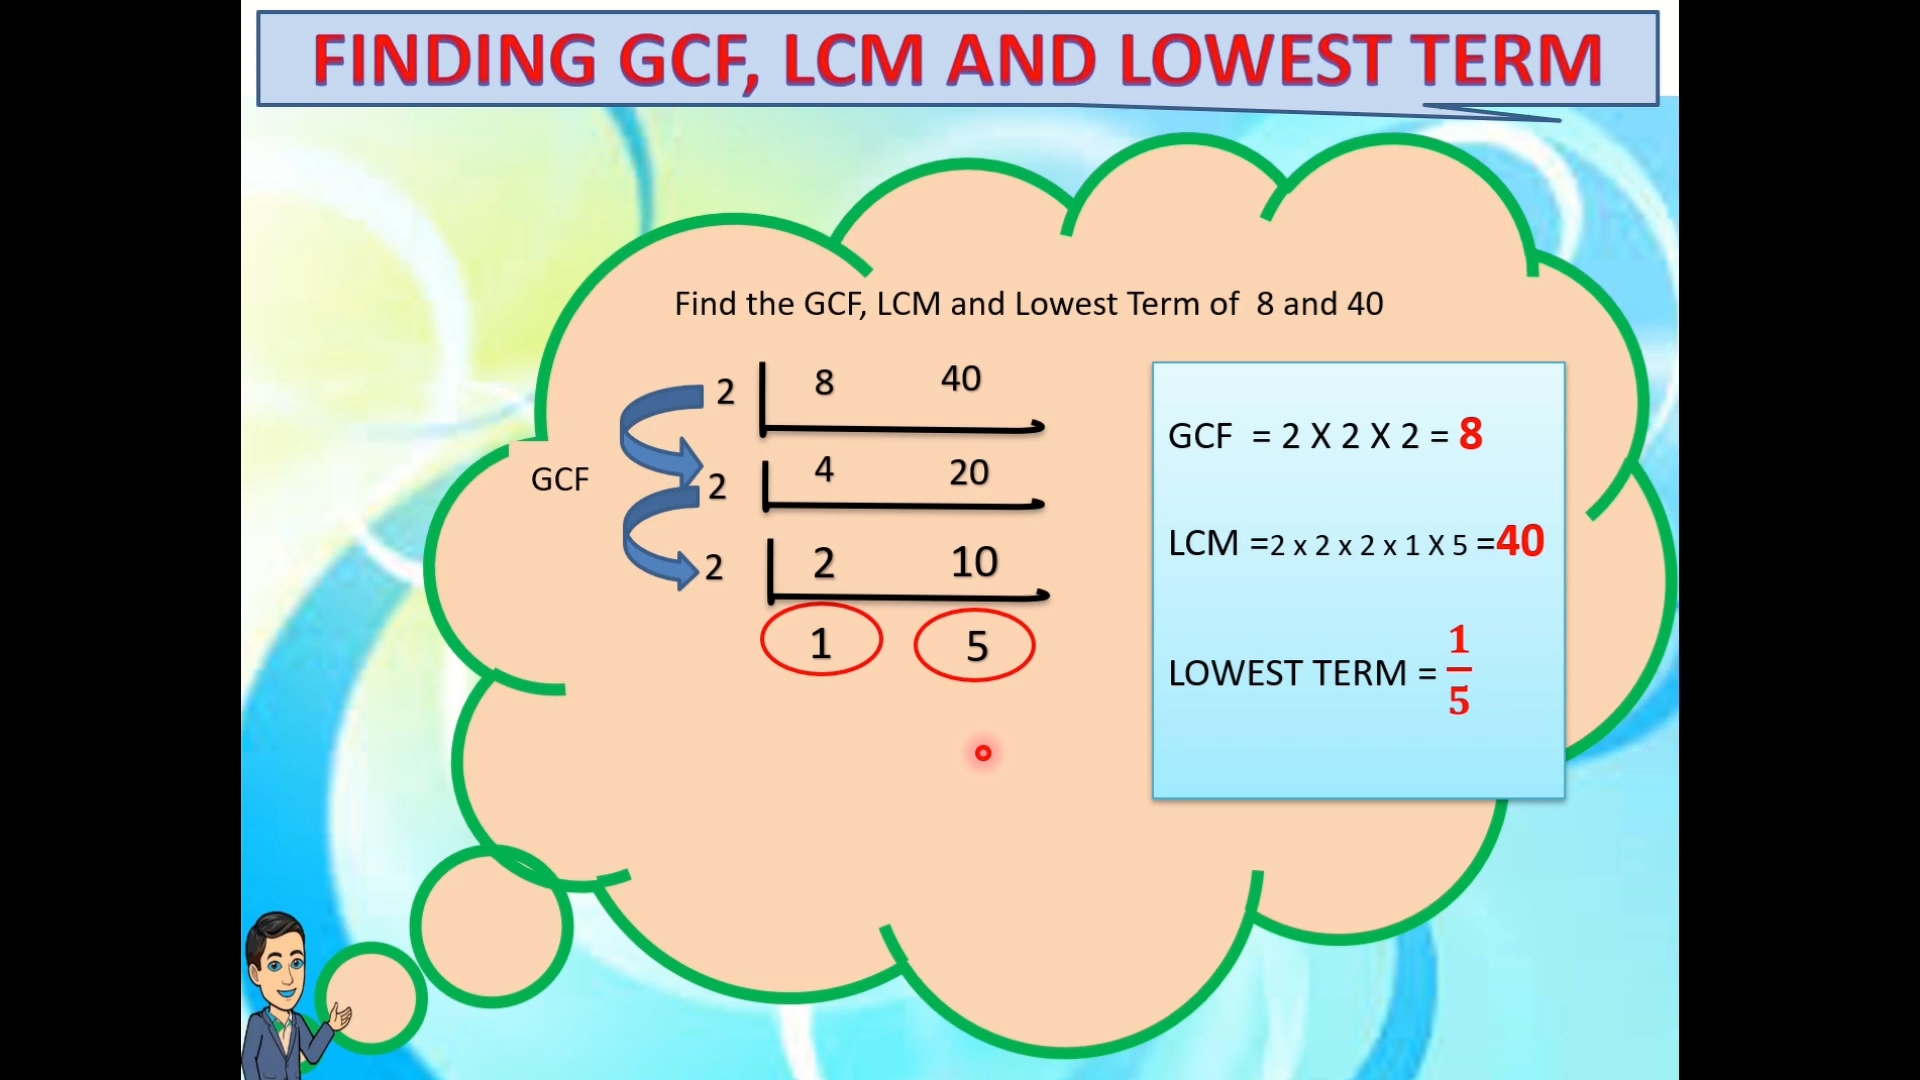 FINDING GCF, LCM AND LOWEST TERM
Find the GCF, LCM and Lowest Term of 8 and 40
2 8 40
GCF
2 4 20
2 2 10
1 5
GCF = 2 X 2 X 2 = 8
LCM =2 x 2 x 2 x 1 X 5 =40
LOWEST TERM = 1/5